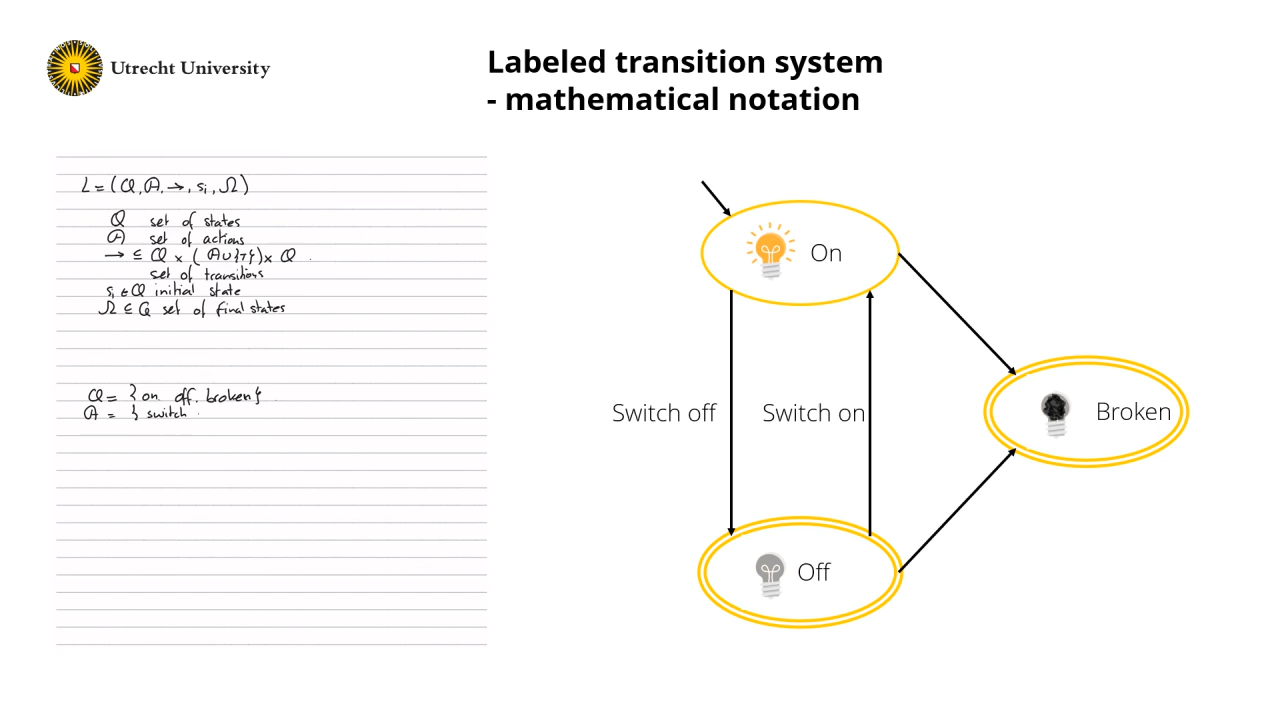 Utrecht University
Labeled transition system
- mathematical notation
L = (Q, A, →, si, Ω)
Q set of states
A set of actions
→ ⊆ Q × (A∪{τ}) × Q
set of transitions
si ∈ Q initial state
Ω ⊆ Q set of final states
Q = { on off, broken }
A = { switch
On
Switch off
Switch on
Broken
Off